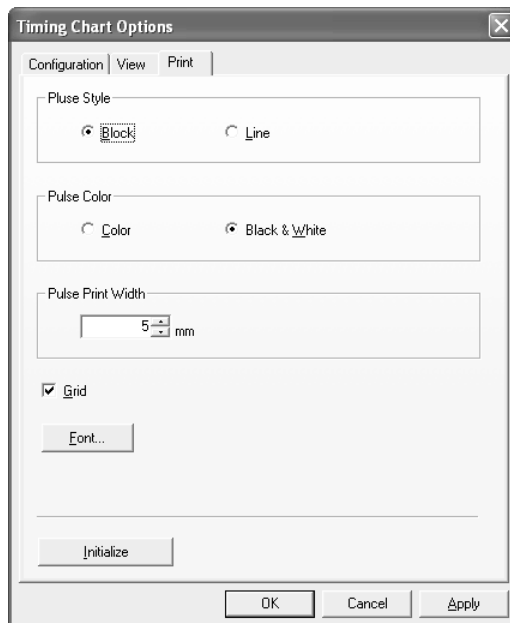 Timing Chart Options
Configuration View Print
Pluse Style
Block Line
Pulse Color
Color Black & White
Pulse Print Width
5 mm
Grid
Font...
Initialize
OK Cancel Apply